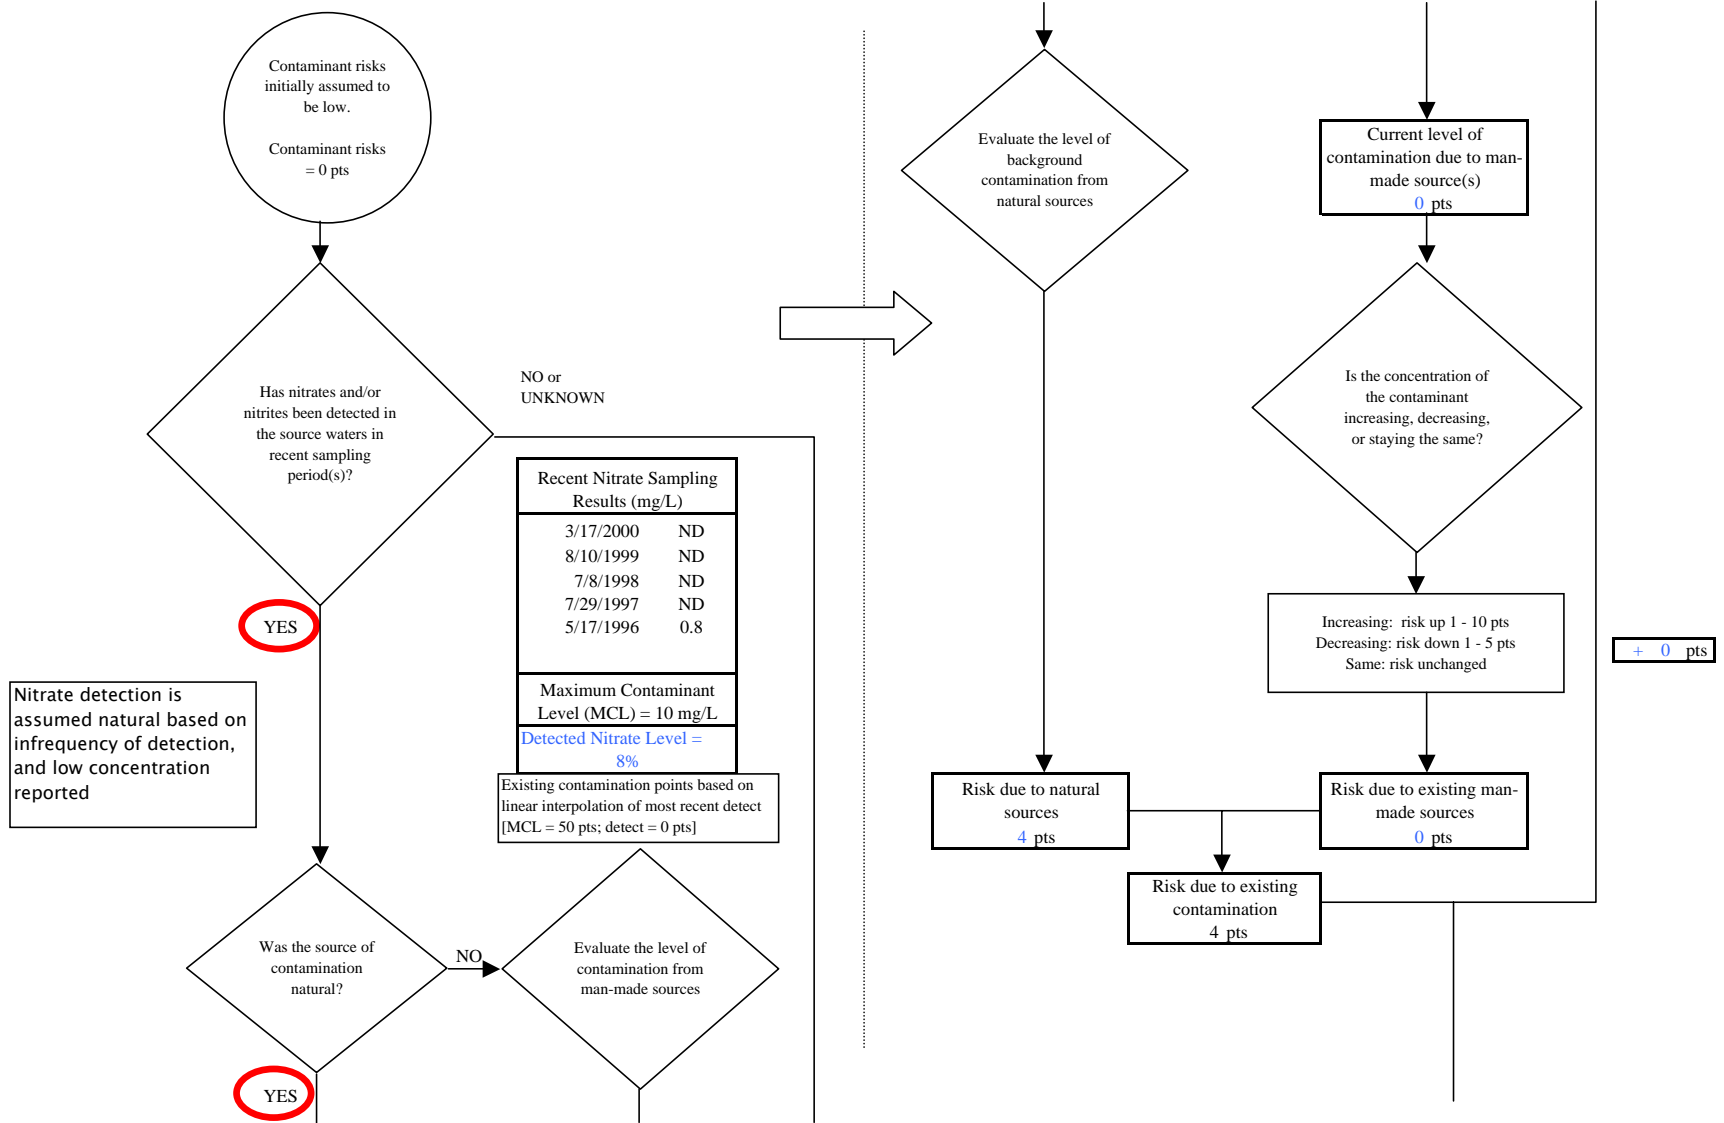 Contaminant risks
initially assumed to
be low.
Contaminant risks
= 0 pts
Has nitrates and/or
nitrites been detected in
the source waters in
recent sampling
period(s)?
NO or
UNKNOWN
YES
Recent Nitrate Sampling
Results (mg/L)
3/17/2000 ND
8/10/1999 ND
7/8/1998 ND
7/29/1997 ND
5/17/1996 0.8
Maximum Contaminant
Level (MCL) = 10 mg/L
Detected Nitrate Level =
8%
Existing contamination points based on
linear interpolation of most recent detect
[MCL = 50 pts; detect = 0 pts]
Nitrate detection is
assumed natural based on
infrequency of detection,
and low concentration
reported
Was the source of
contamination
natural?
NO
Evaluate the level of
contamination from
man-made sources
YES
Evaluate the level of
background
contamination from
natural sources
Current level of
contamination due to man-
made source(s)
0 pts
Is the concentration of
the contaminant
increasing, decreasing,
or staying the same?
Increasing: risk up 1 - 10 pts
Decreasing: risk down 1 - 5 pts
Same: risk unchanged
+ 0 pts
Risk due to natural
sources
4 pts
Risk due to existing man-
made sources
0 pts
Risk due to existing
contamination
4 pts